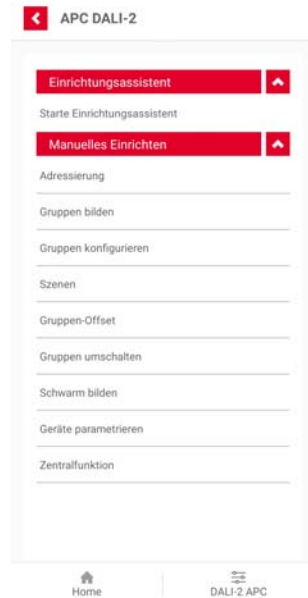 APC DALI-2
Einrichtungsassistent
Starte Einrichtungsassistent
Manuelles Einrichten
Adressierung
Gruppen bilden
Gruppen konfigurieren
Szenen
Gruppen-Offset
Gruppen umschalten
Schwarm bilden
Geräte parametrieren
Zentralfunktion
Home
DALI-2 APC